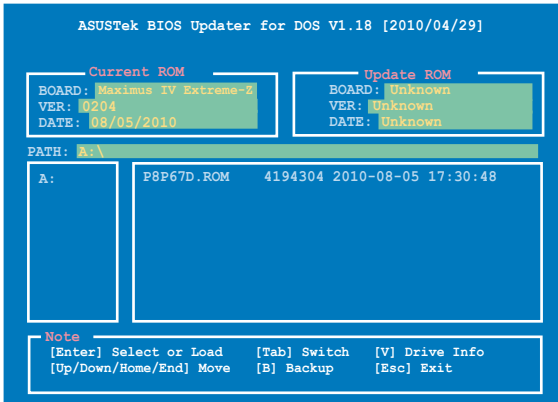 ASUSTek BIOS Updater for DOS V1.18 [2010/04/29]
Current ROM
BOARD: Maximus IV Extreme-Z
VER: 0204
DATE: 08/05/2010
Update ROM
BOARD: Unknown
VER: Unknown
DATE: Unknown
PATH: A:\
A:
P8P67D.ROM 4194304 2010-08-05 17:30:48
Note
[Enter] Select or Load [Tab] Switch [V] Drive Info
[Up/Down/Home/End] Move [B] Backup [Esc] Exit